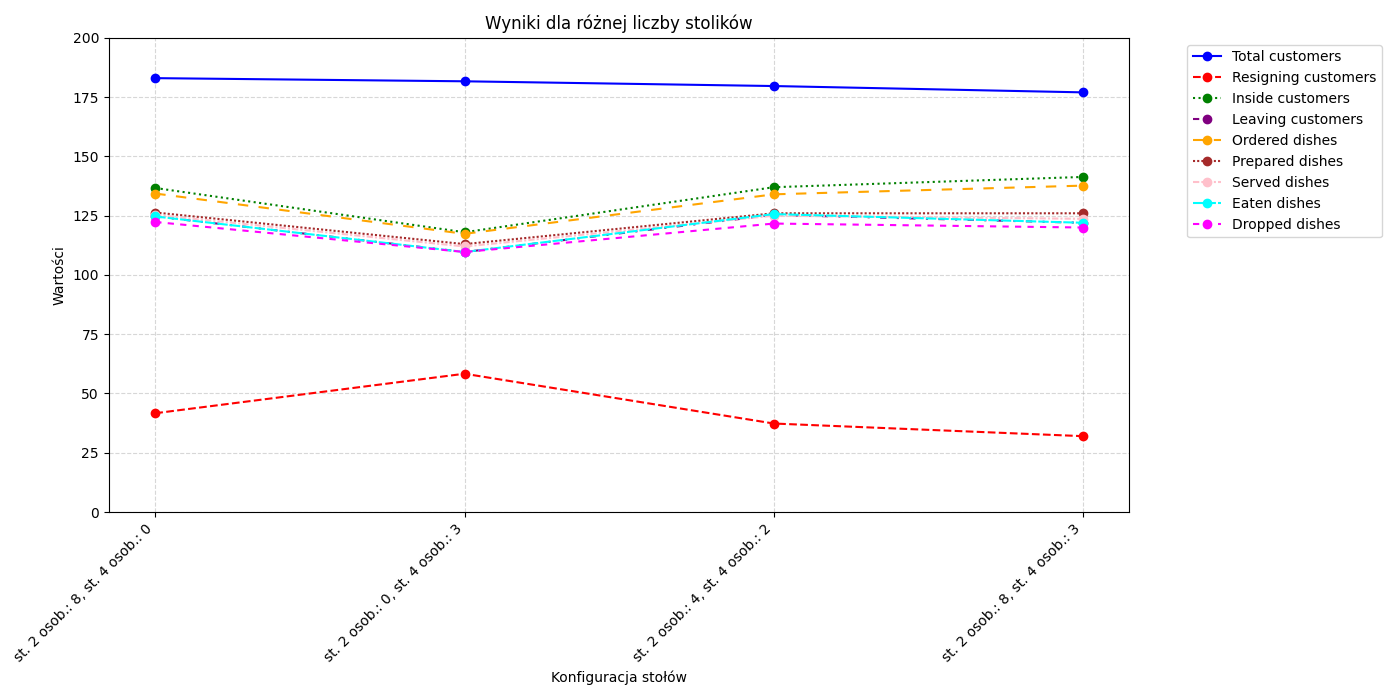 Wyniki dla różnej liczby stolików
200
175
150
125
100
75
50
25
0
Wartości
st. 2 osob.: 8, st. 4 osob.: 0
st. 2 osob.: 0, st. 4 osob.: 3
st. 2 osob.: 4, st. 4 osob.: 2
st. 2 osob.: 8, st. 4 osob.: 3
Konfiguracja stołów
Total customers
Resigning customers
Inside customers
Leaving customers
Ordered dishes
Prepared dishes
Served dishes
Eaten dishes
Dropped dishes